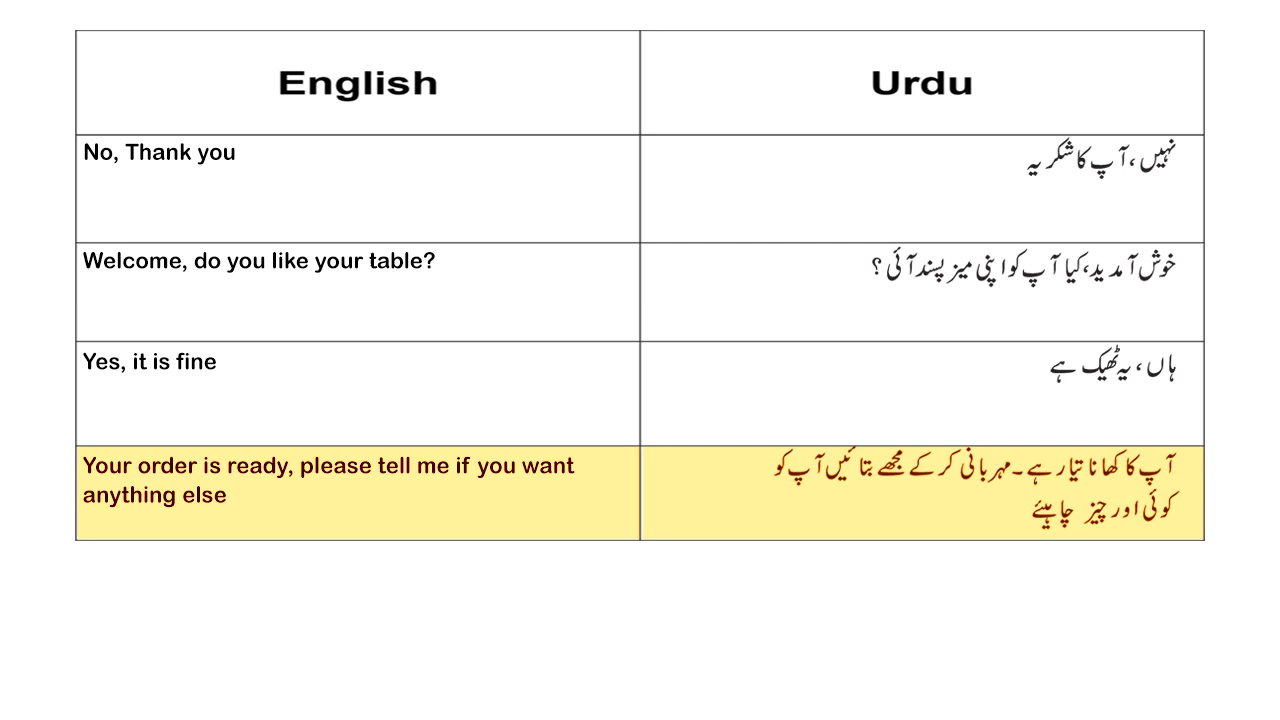 English
Urdu
No, Thank you
نہیں، آپ کا شکریہ
Welcome, do you like your table?
خوش آمدید، کیا آپ کو اپنی میز پسند آئی ؟
Yes, it is fine
ہاں، یہ ٹھیک ہے
Your order is ready, please tell me if you want
anything else
آپ کا کھانا تیار ہے۔ مہربانی کر کے مجھے بتائیں آپ کو
کوئی اور چیز چاہیئے